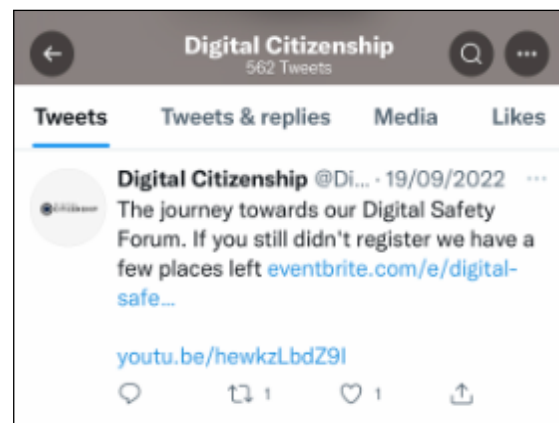 Digital Citizenship
562 Tweets
Tweets Tweets & replies Media Likes
Digital Citizenship @Di... · 19/09/2022 ...
The journey towards our Digital Safety
Forum. If you still didn't register we have a
few places left eventbrite.com/e/digital-
safe...
youtu.be/hewkzLbdZ9I
1 1